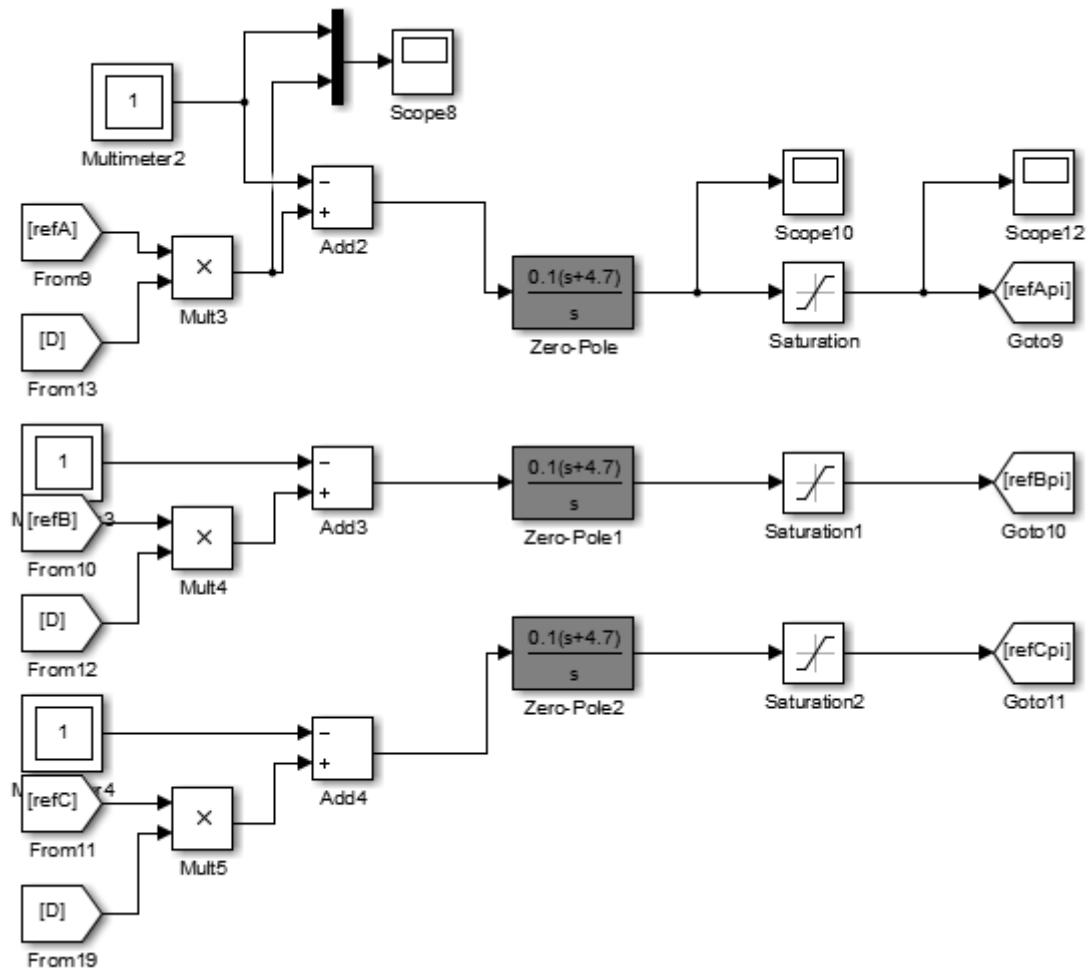 Scope8
1
Multimeter2
[refA]
From9
[D]
From13
×
Mult3
−
+
Add2
0.1(s+4.7)
s
Zero-Pole
Scope10
Saturation
Scope12
[refApi]
Goto9
1
3
[refB]
From10
[D]
From12
×
Mult4
−
+
Add3
0.1(s+4.7)
s
Zero-Pole1
Saturation1
[refBpi]
Goto10
1
r4
[refC]
From11
[D]
From19
×
Mult5
−
+
Add4
0.1(s+4.7)
s
Zero-Pole2
Saturation2
[refCpi]
Goto11